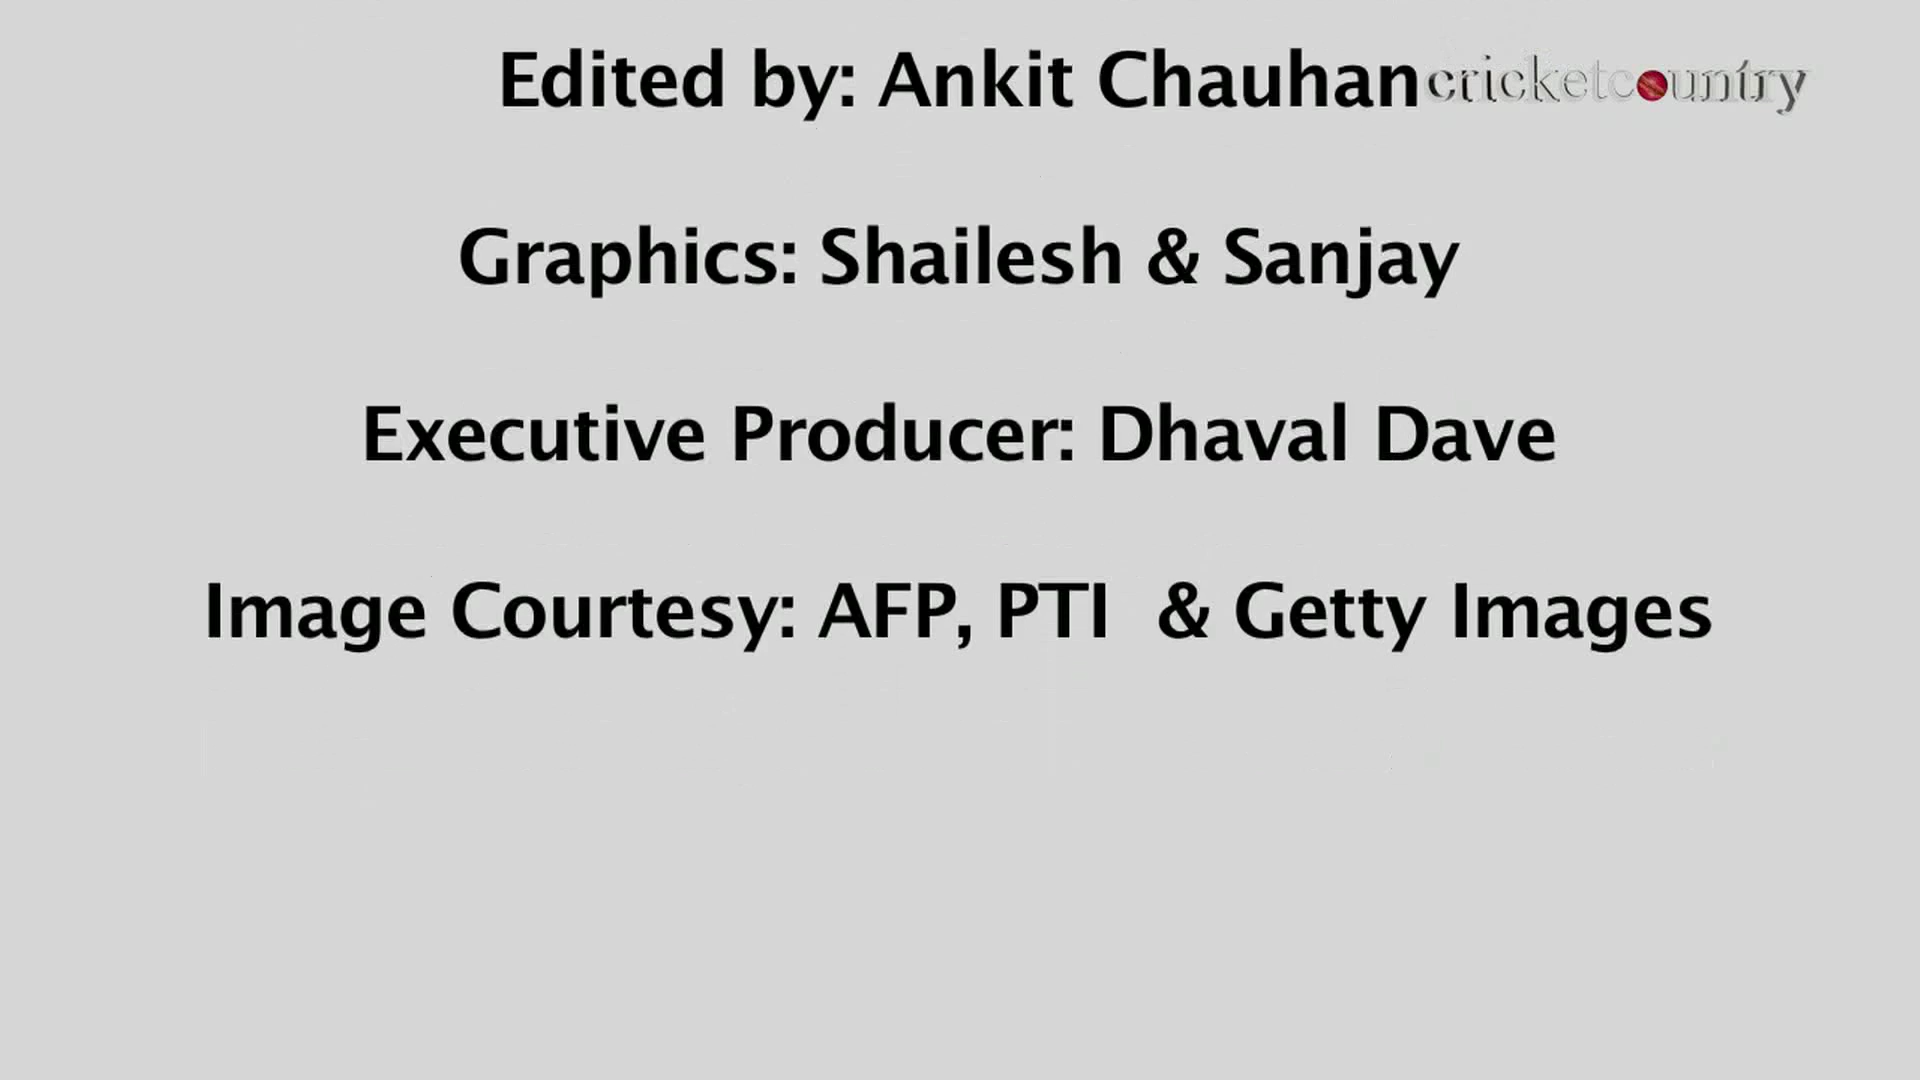 Edited by: Ankit Chauhan
cricketcountry
Graphics: Shailesh & Sanjay
Executive Producer: Dhaval Dave
Image Courtesy: AFP, PTI  & Getty Images